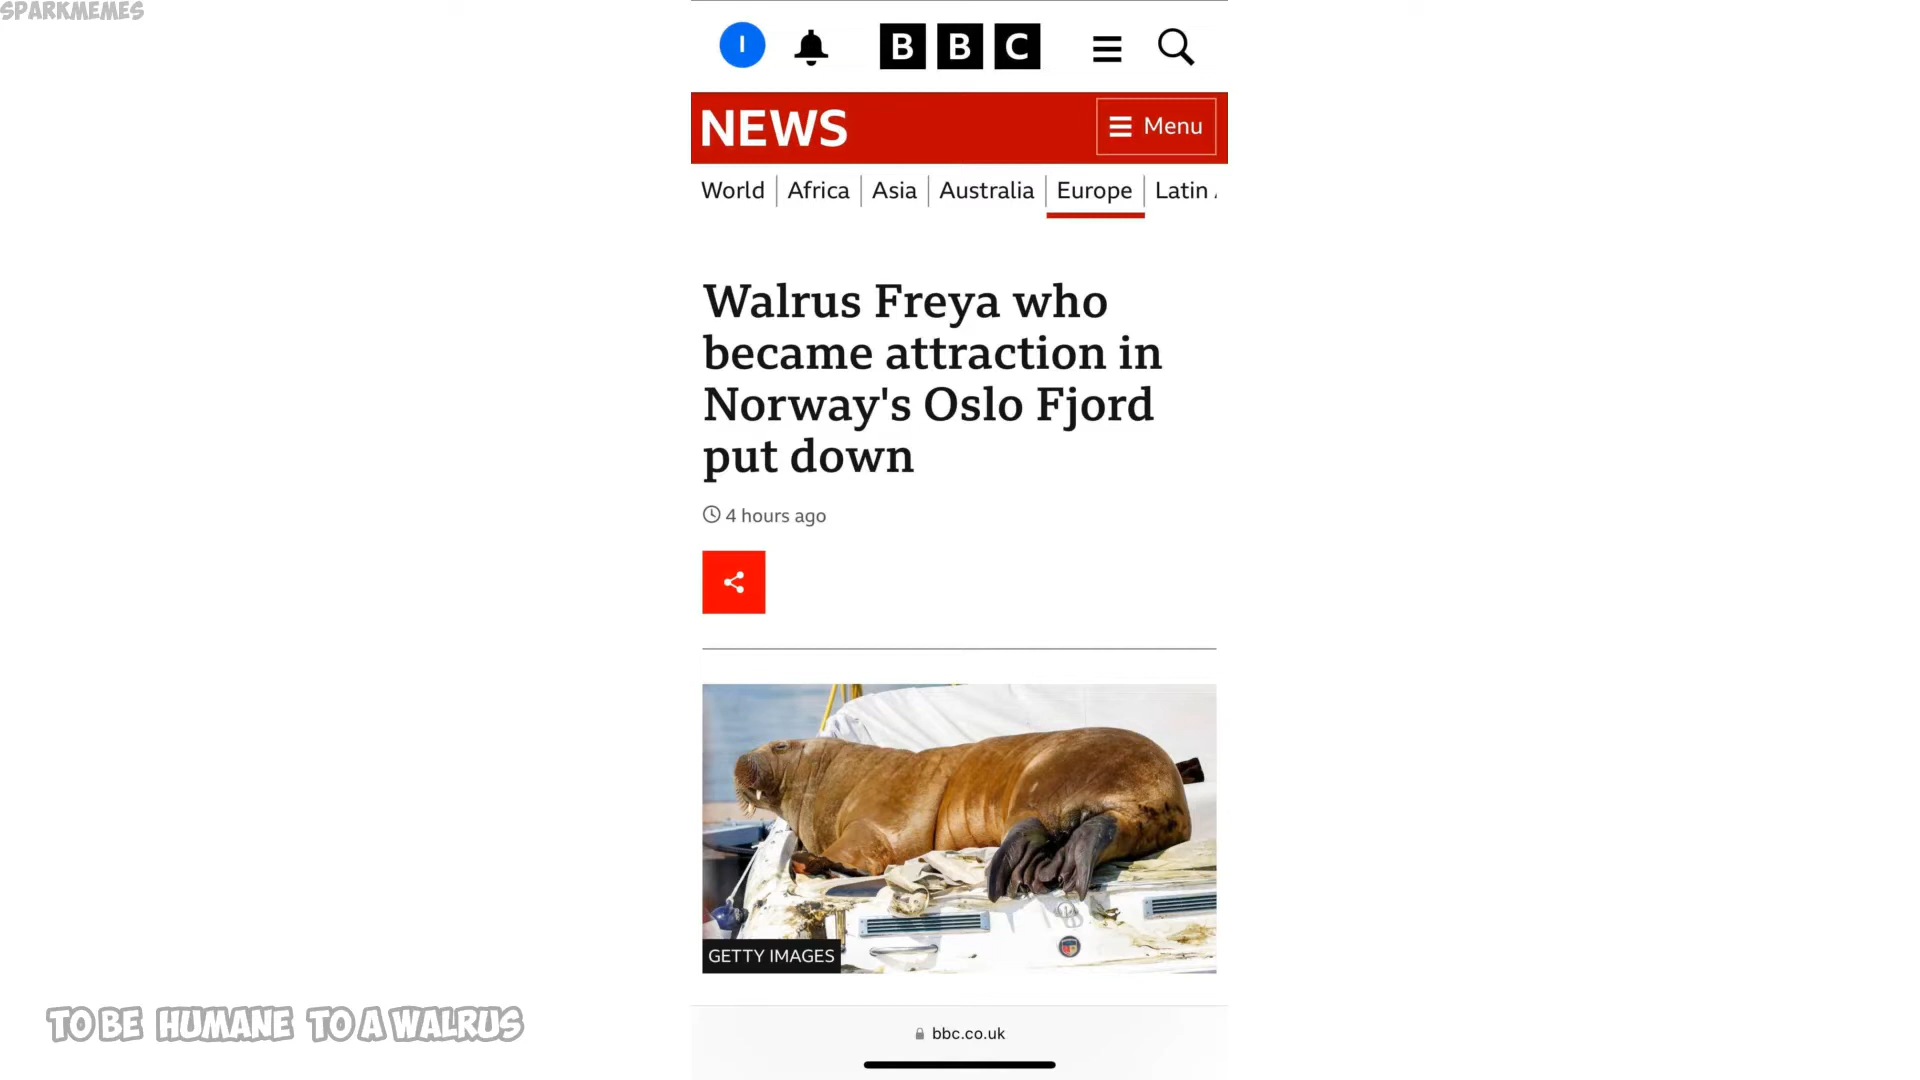 SPARKMEMES
I
BBC
NEWS
Menu
World
Africa
Asia
Australia
Europe
Latin
Walrus Freya who
became attraction in
Norway's Oslo Fjord
put down
4 hours ago
GETTY IMAGES
TO BE HUMANE TO A WALRUS
bbc.co.uk